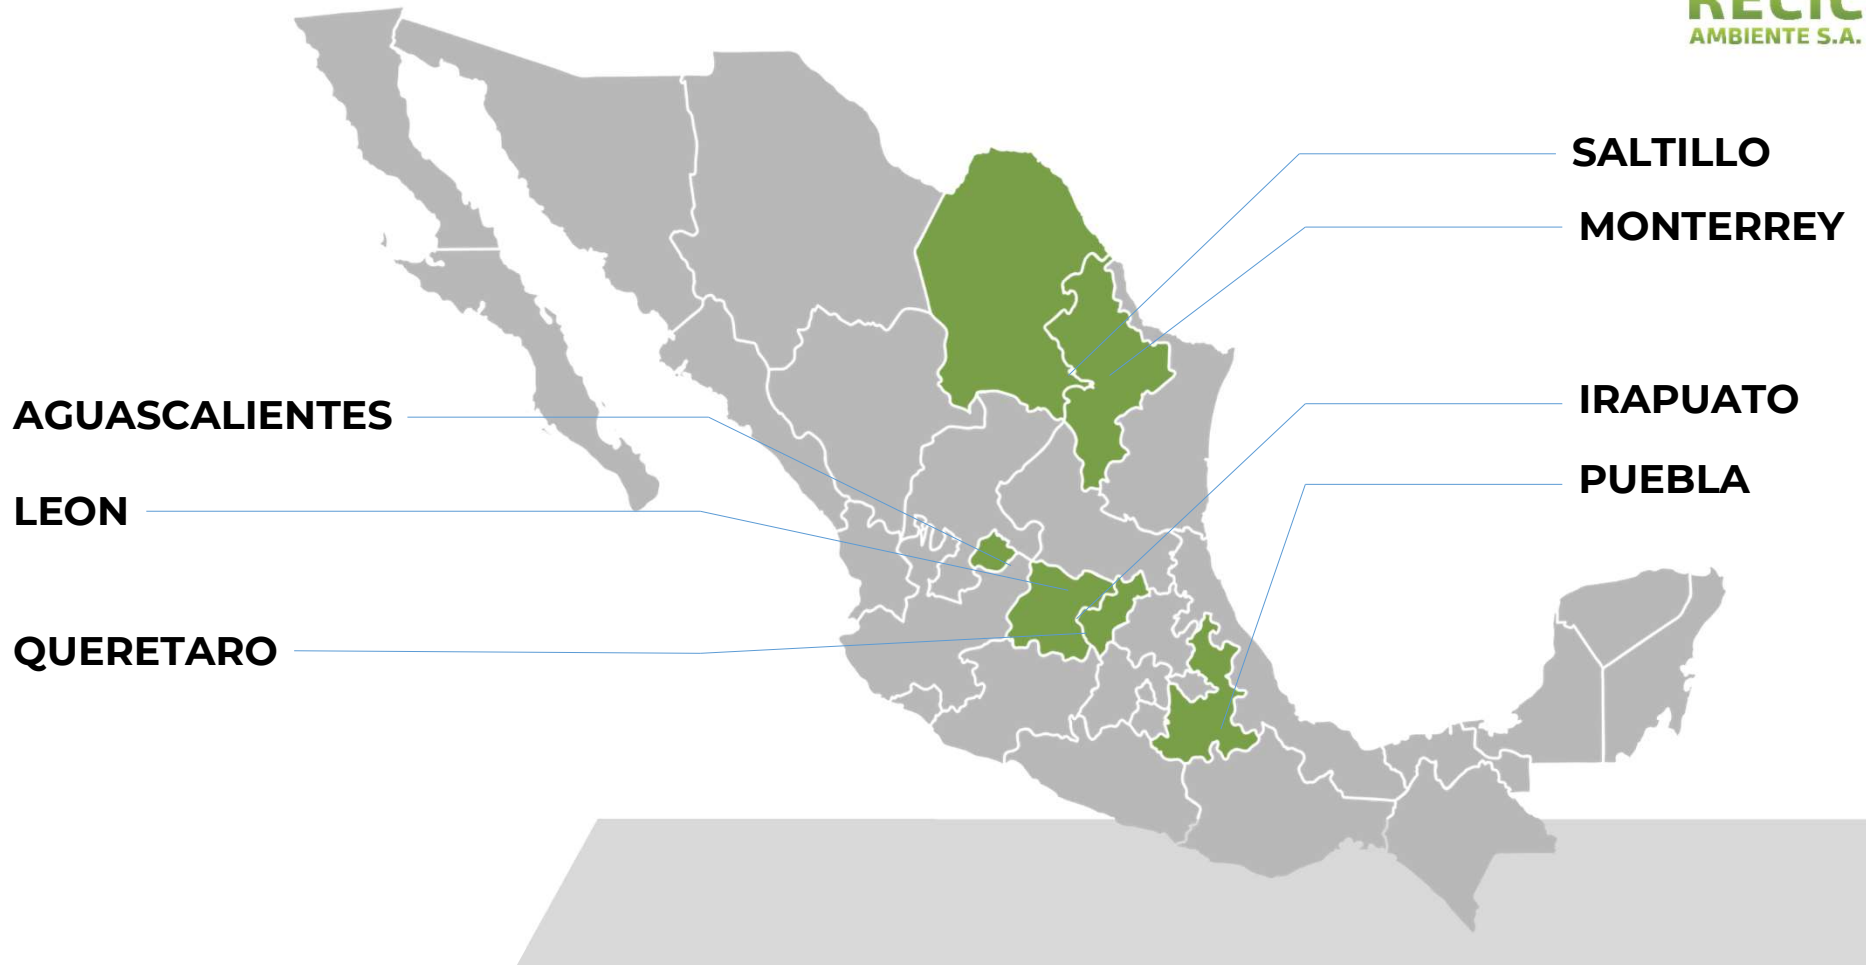 AMBIENTE S.A.
SALTILLO
MONTERREY
AGUASCALIENTES
IRAPUATO
PUEBLA
LEON
QUERETARO